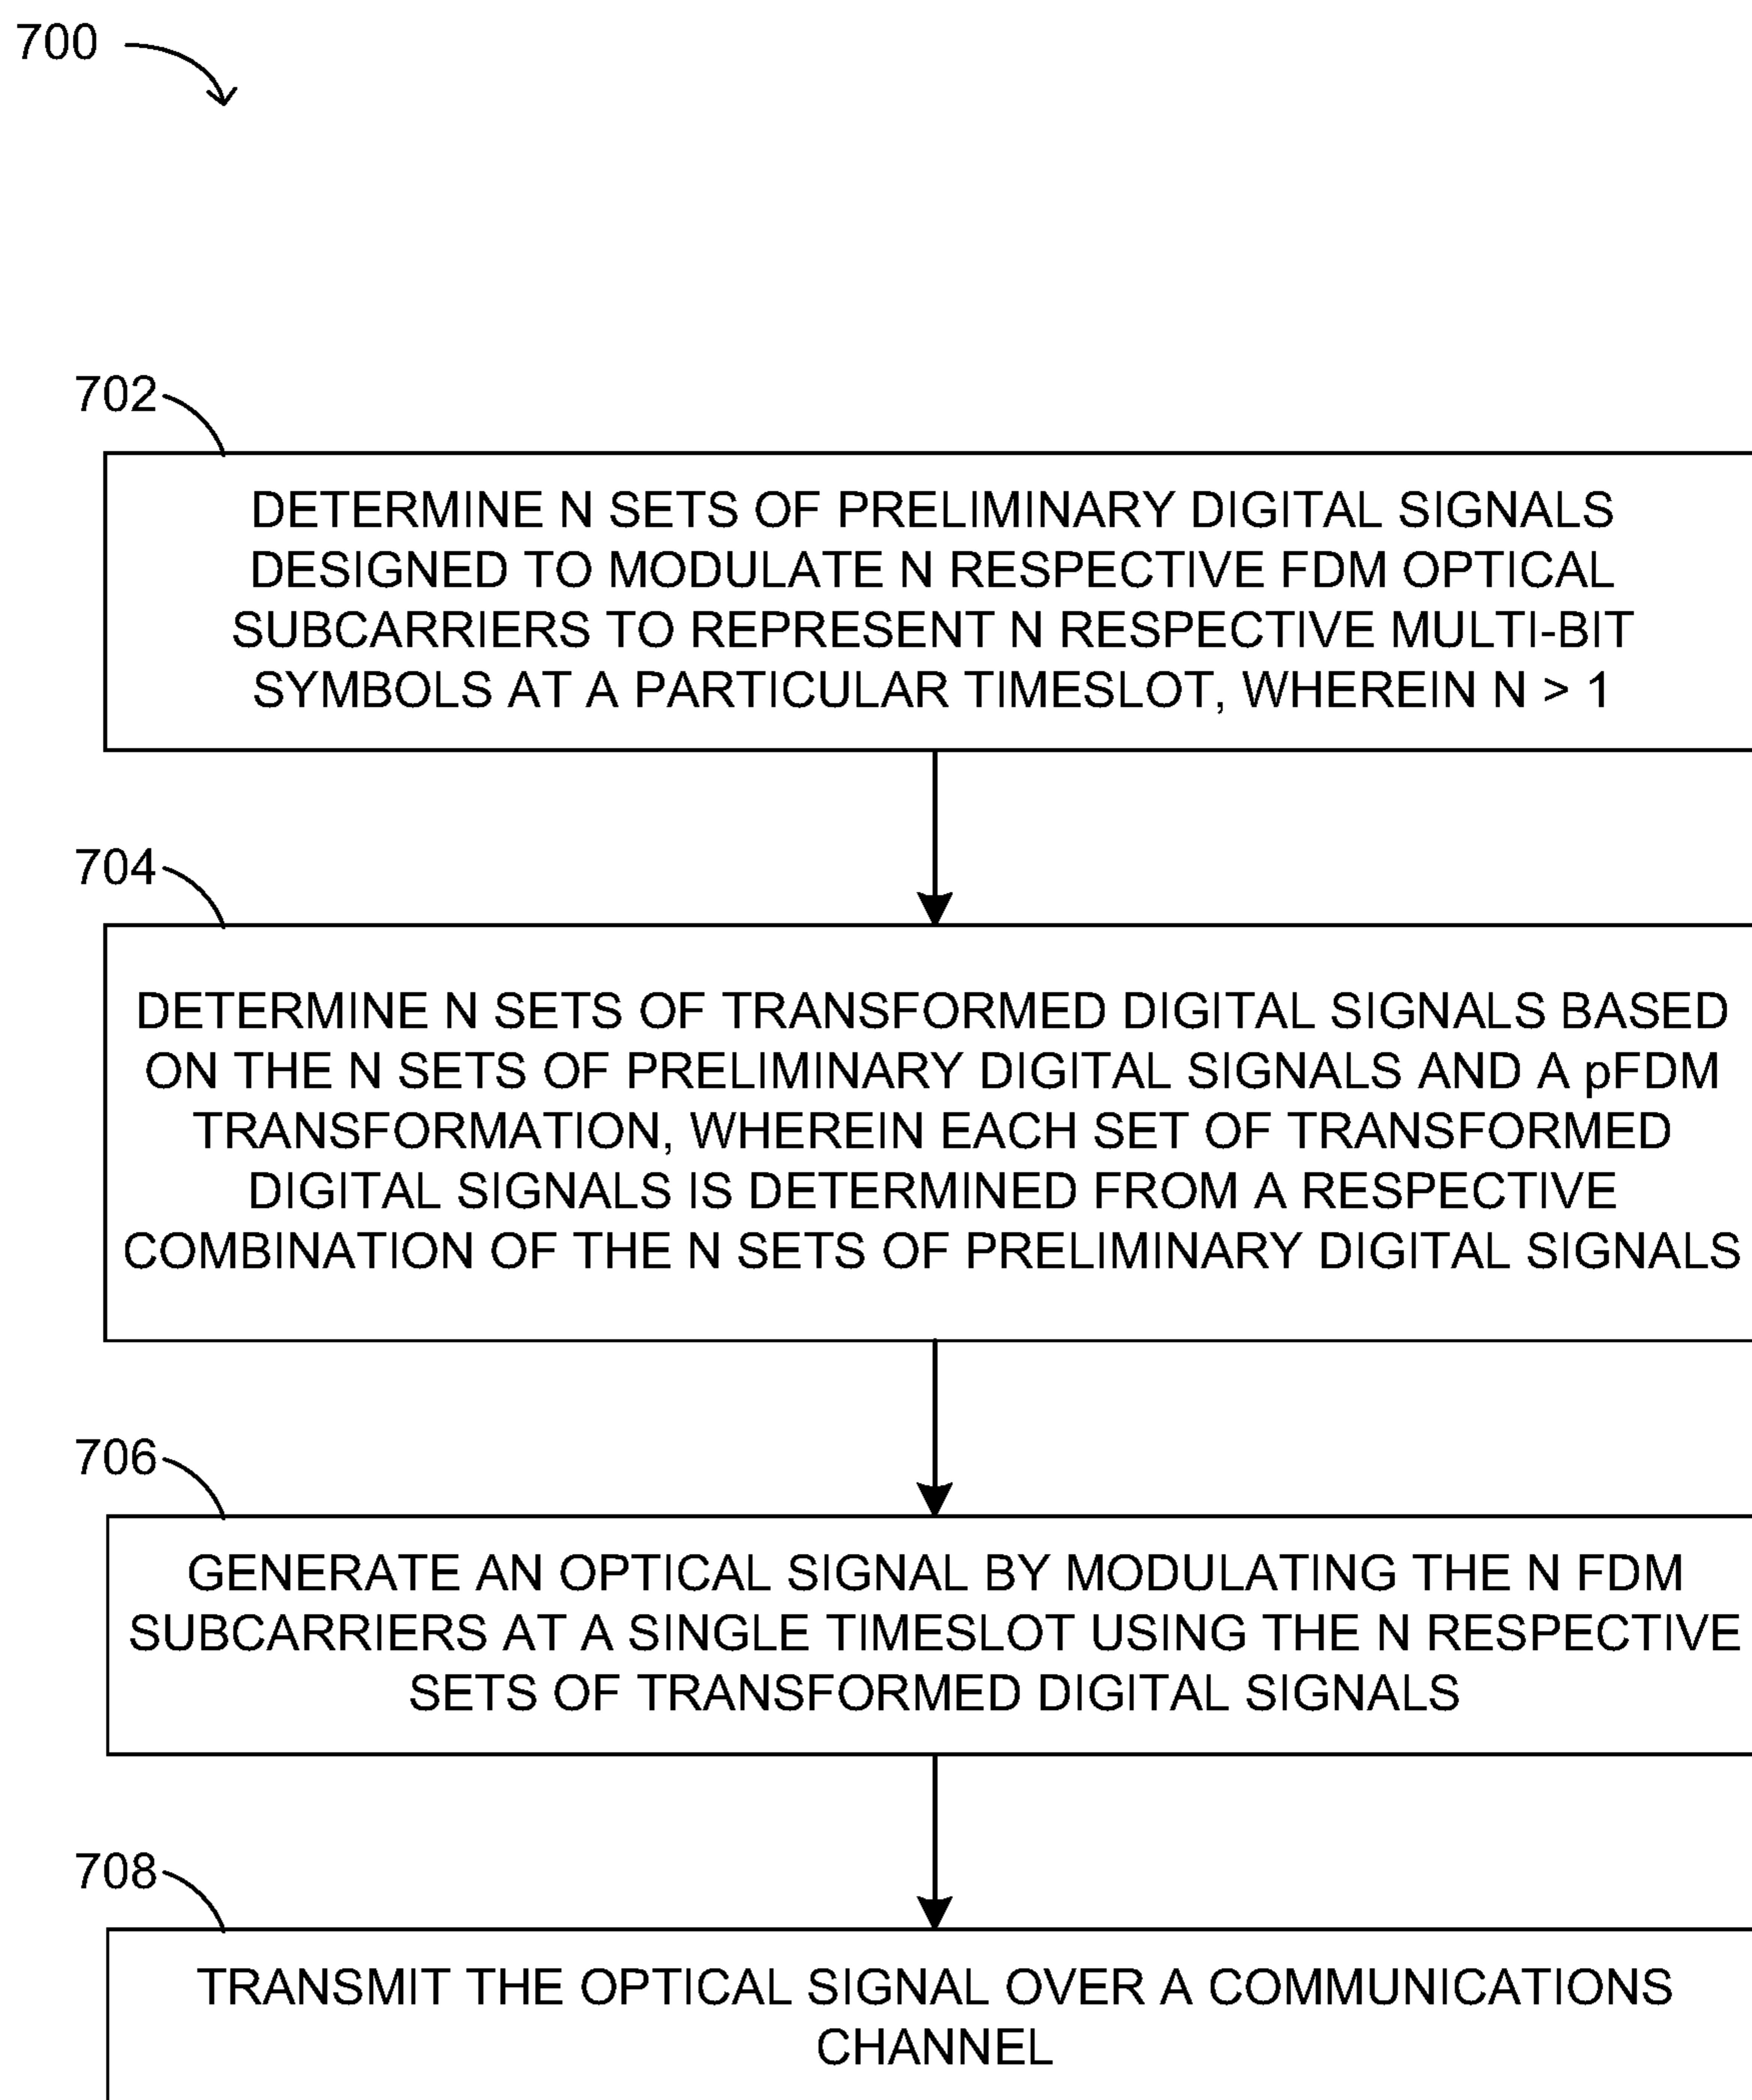 700
702
DETERMINE N SETS OF PRELIMINARY DIGITAL SIGNALS
DESIGNED TO MODULATE N RESPECTIVE FDM OPTICAL
SUBCARRIERS TO REPRESENT N RESPECTIVE MULTI-BIT
SYMBOLS AT A PARTICULAR TIMESLOT, WHEREIN N > 1
704
DETERMINE N SETS OF TRANSFORMED DIGITAL SIGNALS BASED
ON THE N SETS OF PRELIMINARY DIGITAL SIGNALS AND A pFDM
TRANSFORMATION, WHEREIN EACH SET OF TRANSFORMED
DIGITAL SIGNALS IS DETERMINED FROM A RESPECTIVE
COMBINATION OF THE N SETS OF PRELIMINARY DIGITAL SIGNALS
706
GENERATE AN OPTICAL SIGNAL BY MODULATING THE N FDM
SUBCARRIERS AT A SINGLE TIMESLOT USING THE N RESPECTIVE
SETS OF TRANSFORMED DIGITAL SIGNALS
708
TRANSMIT THE OPTICAL SIGNAL OVER A COMMUNICATIONS
CHANNEL